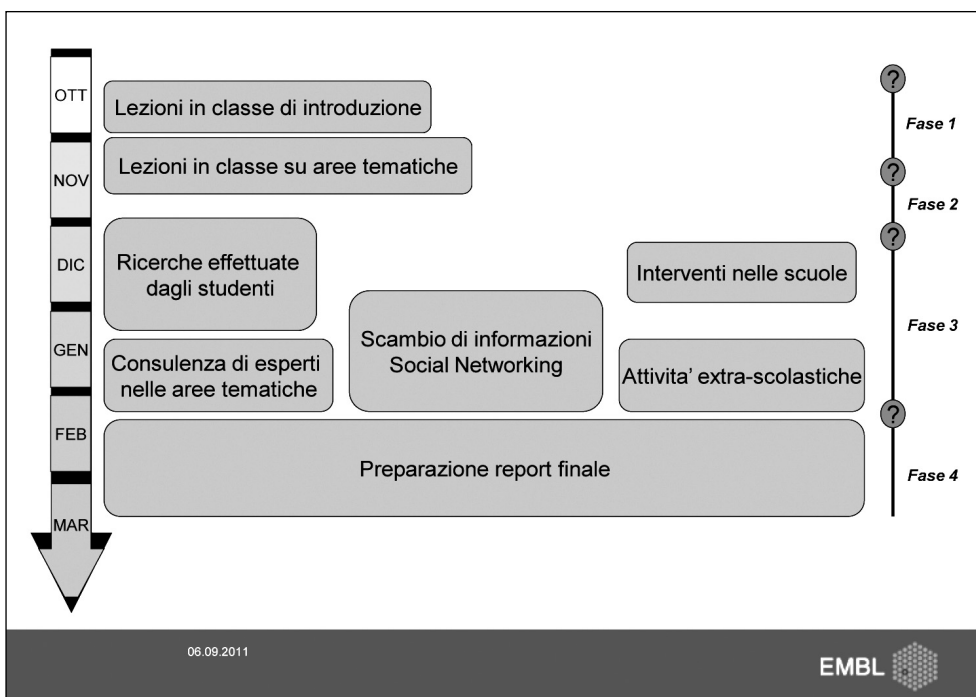 OTT
Lezioni in classe di introduzione
?
Fase 1
NOV
Lezioni in classe su aree tematiche
?
Fase 2
?
DIC
Ricerche effettuate
dagli studenti
Interventi nelle scuole
GEN
Consulenza di esperti
nelle aree tematiche
Scambio di informazioni
Social Networking
Attivita’ extra-scolastiche
Fase 3
?
FEB
Preparazione report finale
Fase 4
MAR
06.09.2011
EMBL